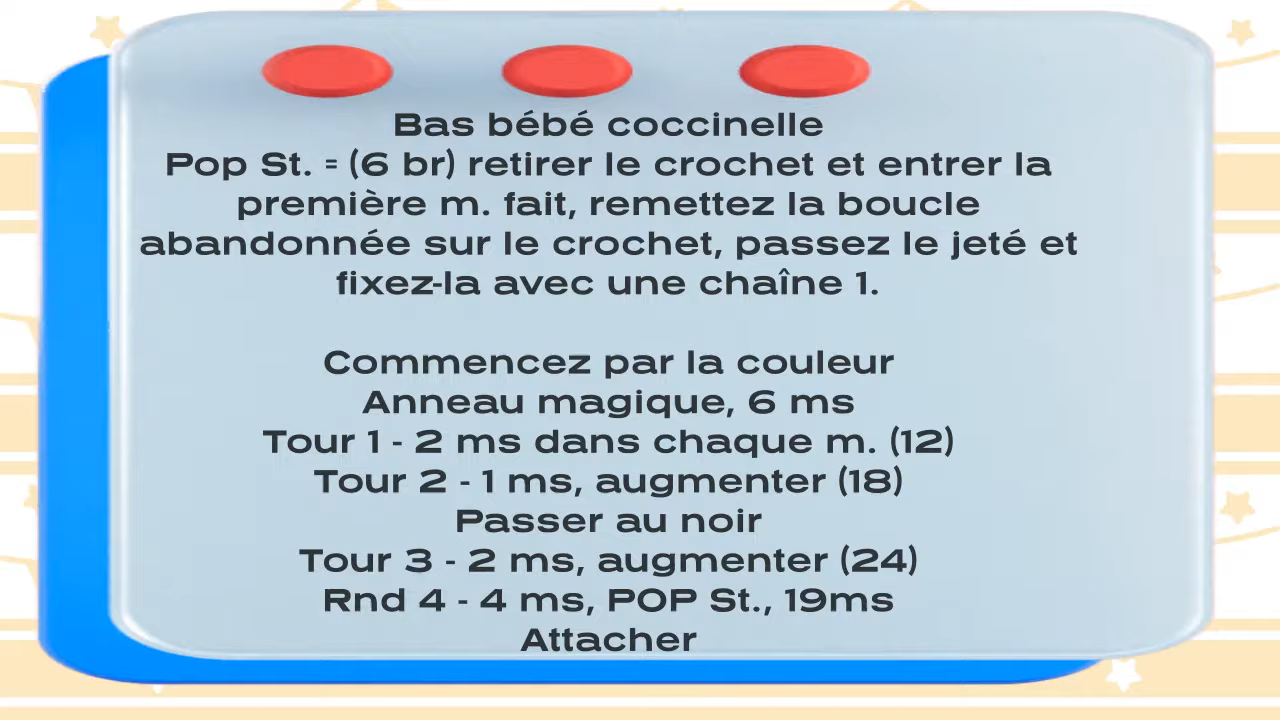 Bas bébé coccinelle
Pop St. = (6 br) retirer le crochet et entrer la
première m. fait, remettez la boucle
abandonnée sur le crochet, passez le jeté et
fixez-la avec une chaîne 1.
Commencez par la couleur
Anneau magique, 6 ms
Tour 1 - 2 ms dans chaque m. (12)
Tour 2 - 1 ms, augmenter (18)
Passer au noir
Tour 3 - 2 ms, augmenter (24)
Rnd 4 - 4 ms, POP St., 19ms
Attacher